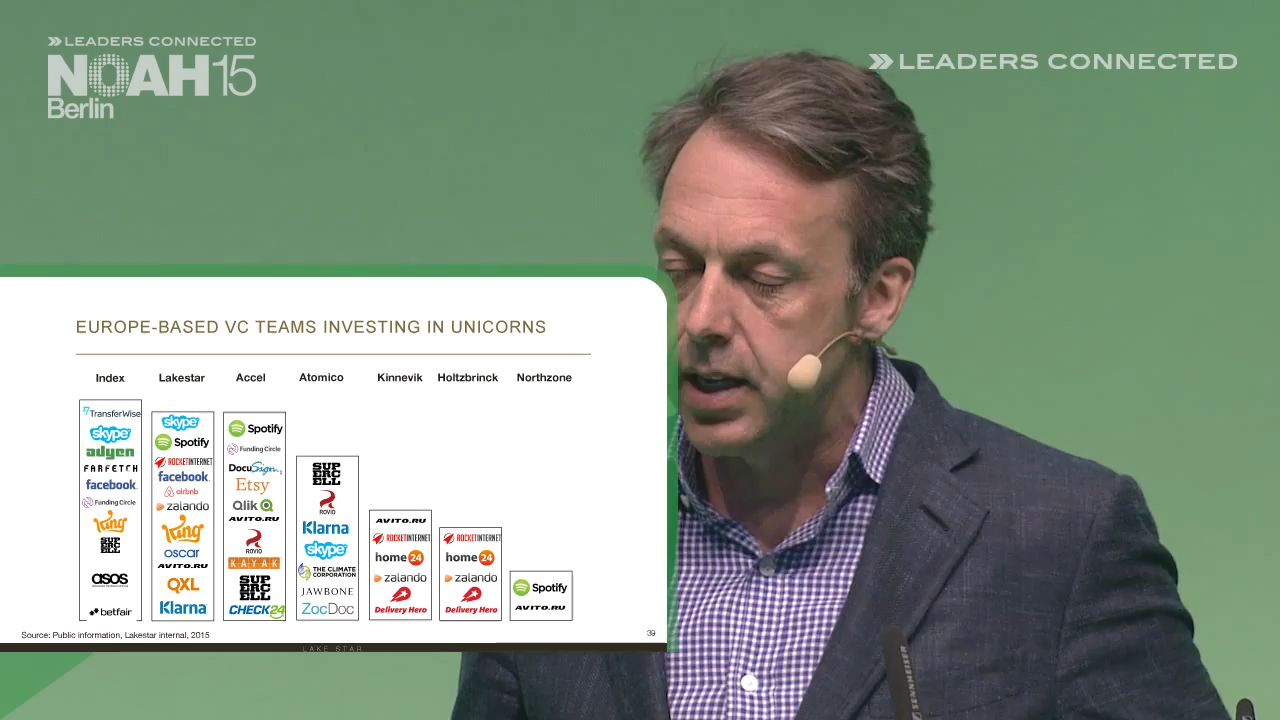 LEADERS CONNECTED
NOAH15
Berlin
LEADERS CONNECTED
EUROPE-BASED VC TEAMS INVESTING IN UNICORNS
Index
TransferWise
skype
adyen
FARFETCH
facebook
Funding Circle
King
SUPERCELL
asos
betfair
Lakestar
skype
Spotify
ROCKET INTERNET
facebook
airbnb
zalando
King
oscar
AVITO.RU
QXL
Klarna
Accel
Spotify
Funding Circle
DocuSign
Etsy
Qlik
AVITO.RU
ROVIO
KAYAK
SUPERCELL
CHECK24
Atomico
SUPERCELL
ROVIO
Klarna
skype
THE CLIMATE
CORPORATION
JAWBONE
ZocDoc
Kinnevik
AVITO.RU
ROCKET INTERNET
home24
zalando
Delivery Hero
Holtzbrinck
ROCKET INTERNET
home24
zalando
Delivery Hero
Northzone
Spotify
AVITO.RU
Source: Public information, Lakestar internal, 2015
39
LAKE STAR
SENNHEISER